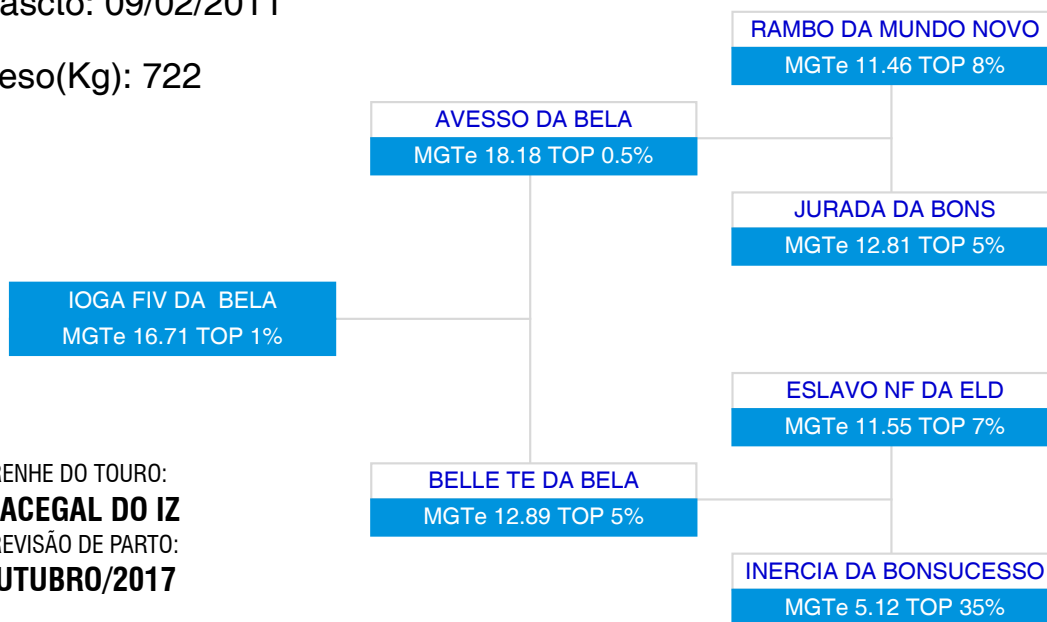 ascto: 09/02/2011
eso(Kg): 722
RAMBO DA MUNDO NOVO
MGTe 11.46 TOP 8%
AVESSO DA BELA
MGTe 18.18 TOP 0.5%
JURADA DA BONS
MGTe 12.81 TOP 5%
IOGA FIV DA  BELA
MGTe 16.71 TOP 1%
ESLAVO NF DA ELD
MGTe 11.55 TOP 7%
BELLE TE DA BELA
MGTe 12.89 TOP 5%
INERCIA DA BONSUCESSO
MGTe 5.12 TOP 35%
RENHE DO TOURO:
ACEGAL DO IZ
REVISÃO DE PARTO:
UTUBRO/2017